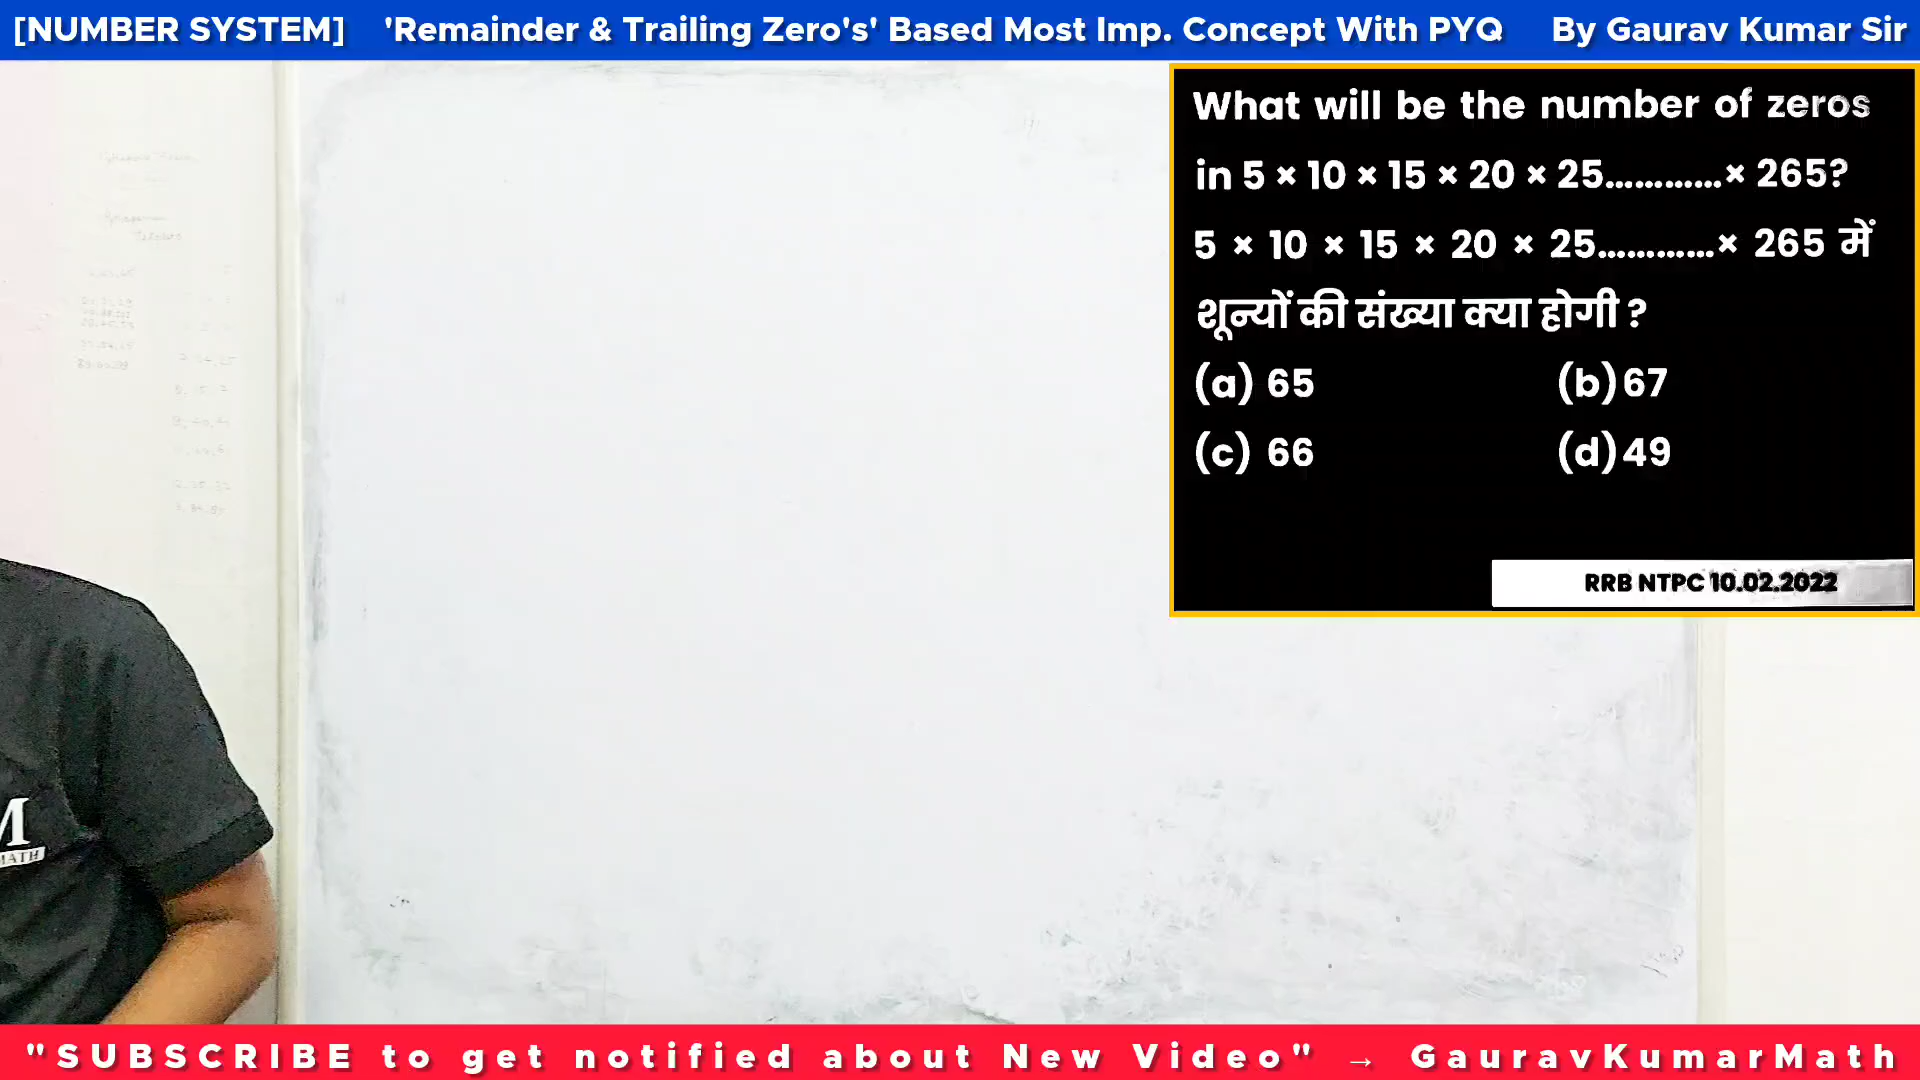 [NUMBER SYSTEM] 'Remainder & Trailing Zero's' Based Most Imp. Concept With PYQ By Gaurav Kumar Sir
What will be the number of zeros
in 5 × 10 × 15 × 20 × 25............× 265?
5 × 10 × 15 × 20 × 25............× 265 में
शून्यों की संख्या क्या होगी ?
(a) 65 (b) 67
(c) 66 (d) 49
RRB NTPC 10.02.2022
M
MATH
"SUBSCRIBE to get notified about New Video" → GauravKumarMath